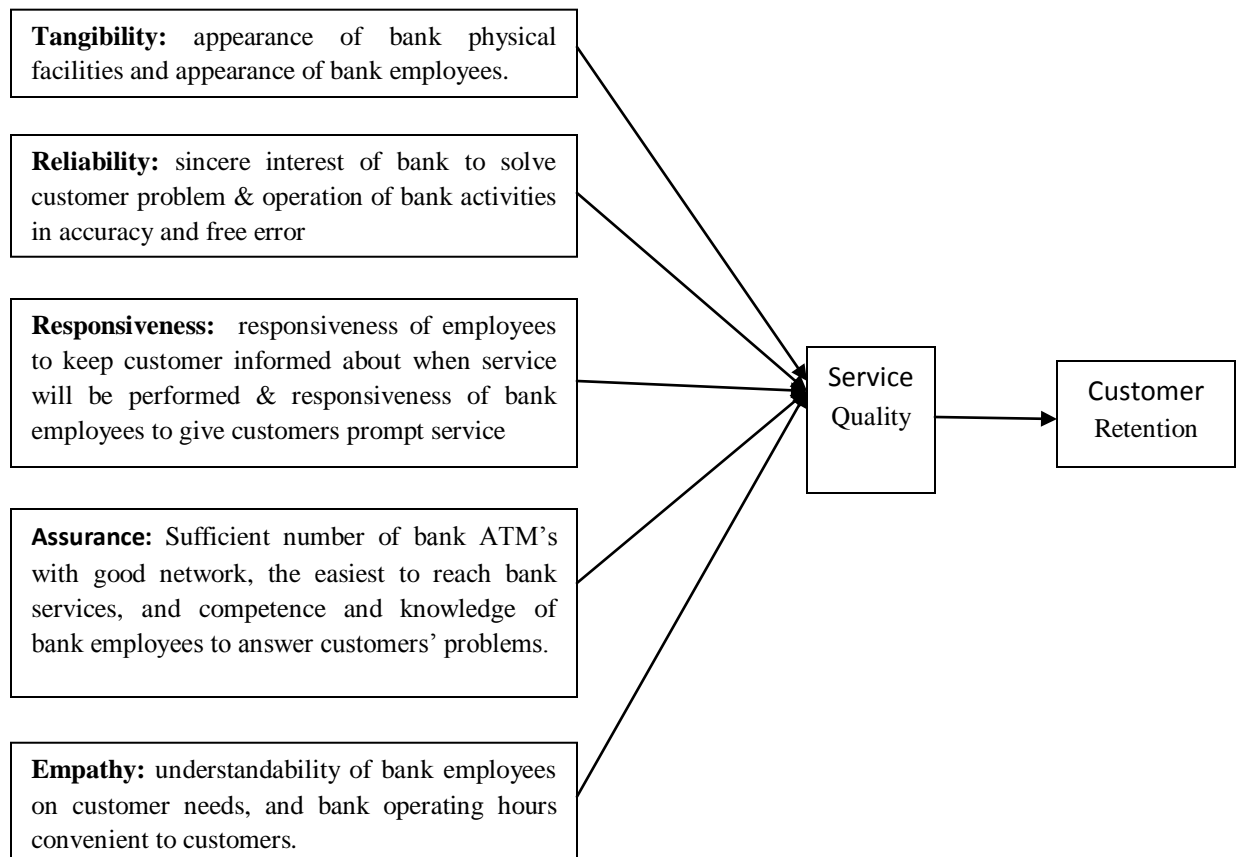 Tangibility: appearance of bank physical
facilities and appearance of bank employees.
Reliability: sincere interest of bank to solve
customer problem & operation of bank activities
in accuracy and free error
Responsiveness: responsiveness of employees
to keep customer informed about when service
will be performed & responsiveness of bank
employees to give customers prompt service
Assurance: Sufficient number of bank ATM’s
with good network, the easiest to reach bank
services, and competence and knowledge of
bank employees to answer customers’ problems.
Empathy: understandability of bank employees
on customer needs, and bank operating hours
convenient to customers.
Service
Quality
Customer
Retention